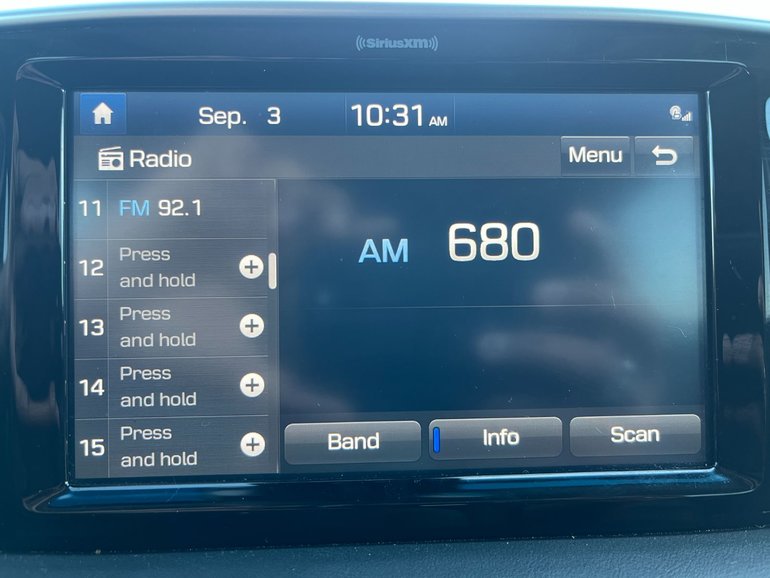 ((SiriusXM))
Sep. 3 10:31 AM
Radio Menu
11 FM 92.1
AM 680
12 Press
and hold
13 Press
and hold
14 Press
and hold
15 Press
and hold
Band Info Scan